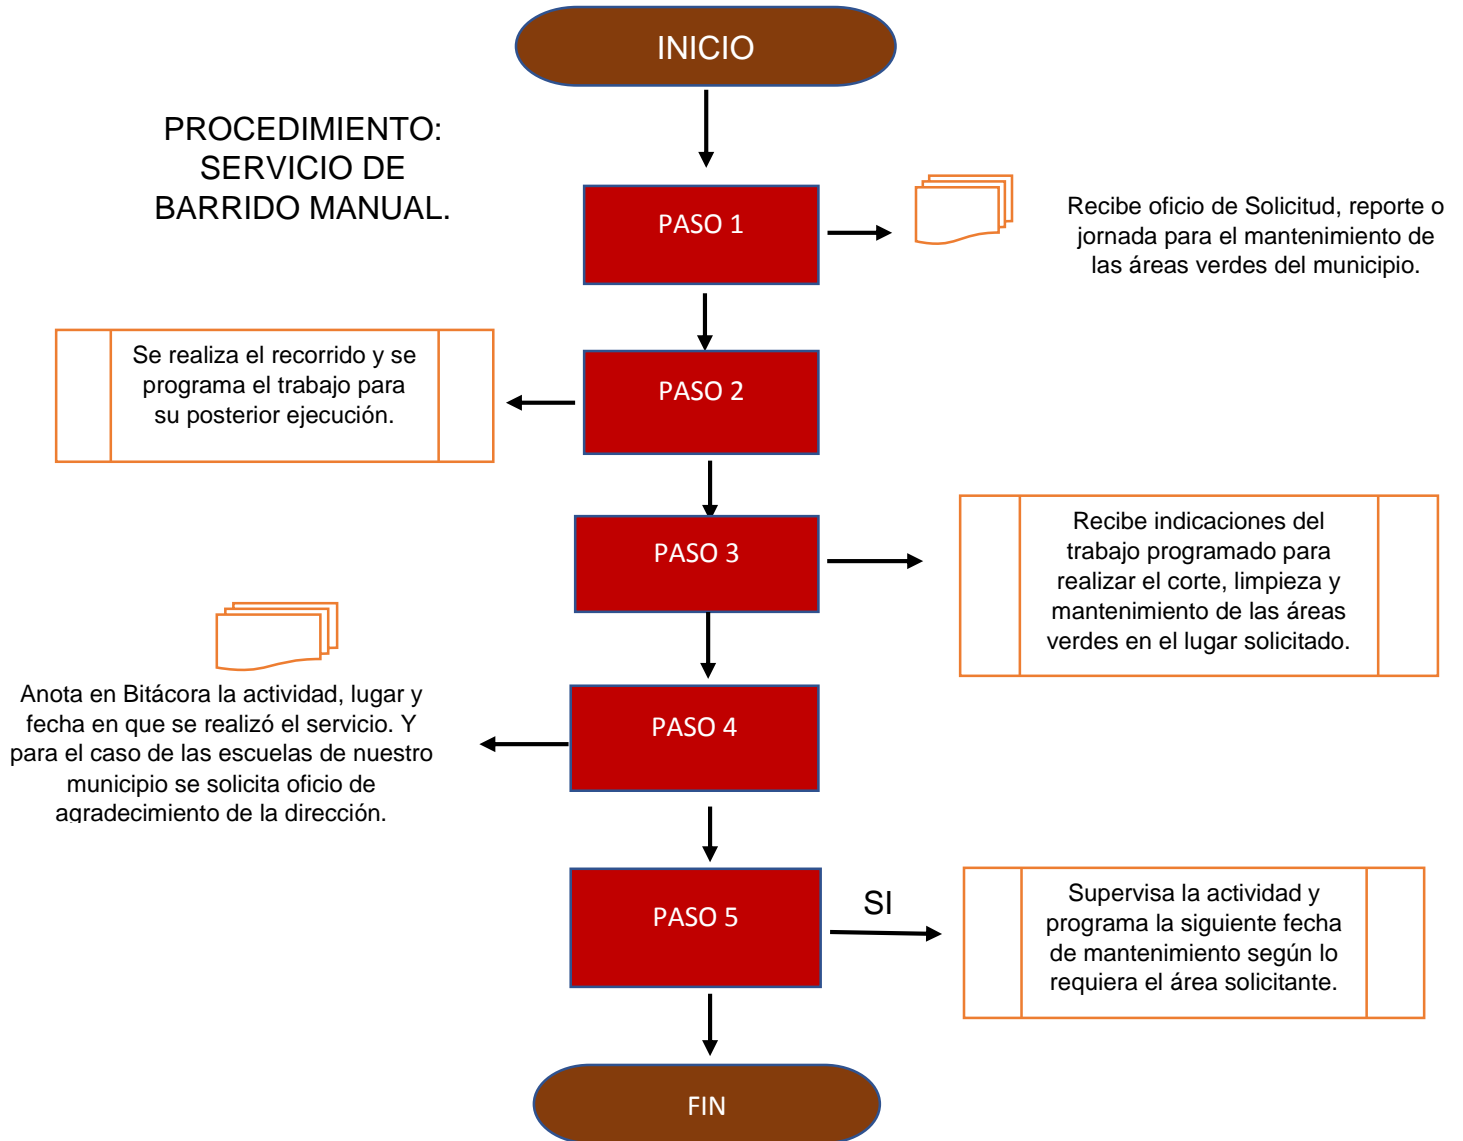 INICIO
PROCEDIMIENTO:
SERVICIO DE
BARRIDO MANUAL.
PASO 1
Recibe oficio de Solicitud, reporte o
jornada para el mantenimiento de
las áreas verdes del municipio.
PASO 2
Se realiza el recorrido y se
programa el trabajo para
su posterior ejecución.
PASO 3
Recibe indicaciones del
trabajo programado para
realizar el corte, limpieza y
mantenimiento de las áreas
verdes en el lugar solicitado.
PASO 4
Anota en Bitácora la actividad, lugar y
fecha en que se realizó el servicio. Y
para el caso de las escuelas de nuestro
municipio se solicita oficio de
agradecimiento de la dirección.
PASO 5
SI
Supervisa la actividad y
programa la siguiente fecha
de mantenimiento según lo
requiera el área solicitante.
FIN